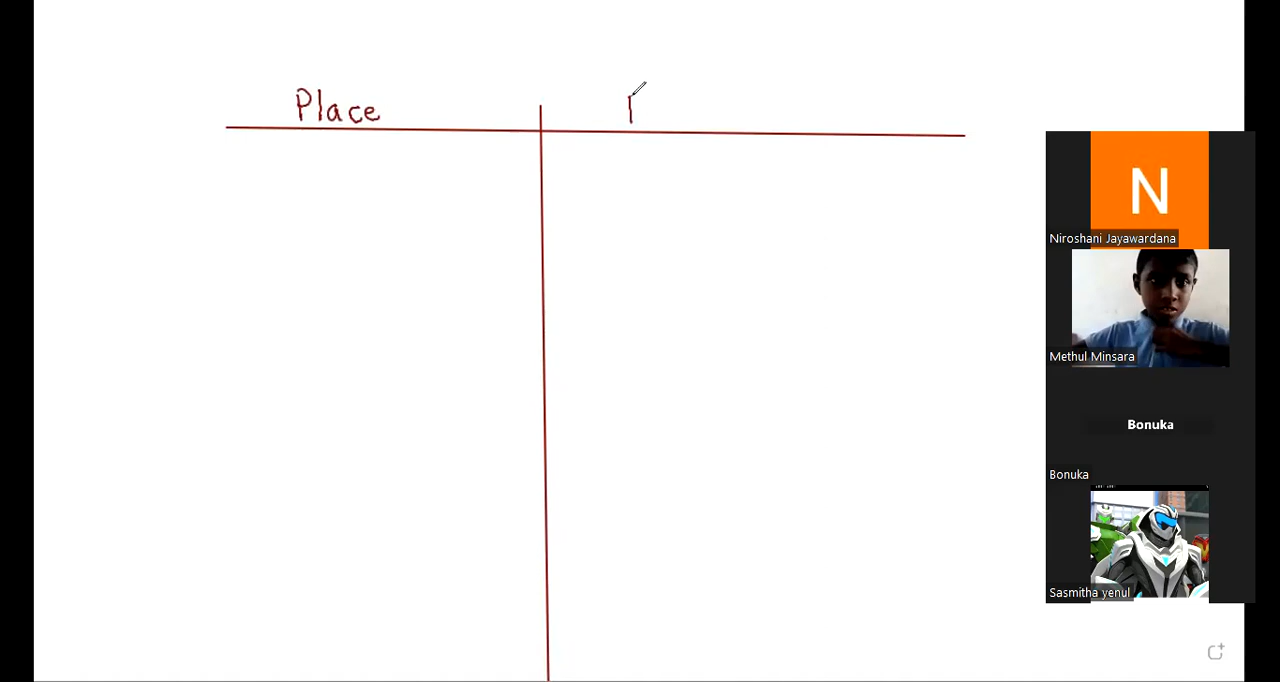 Place
N
Niroshani Jayawardana
Methul Minsara
Bonuka
Bonuka
Sasmitha yenul